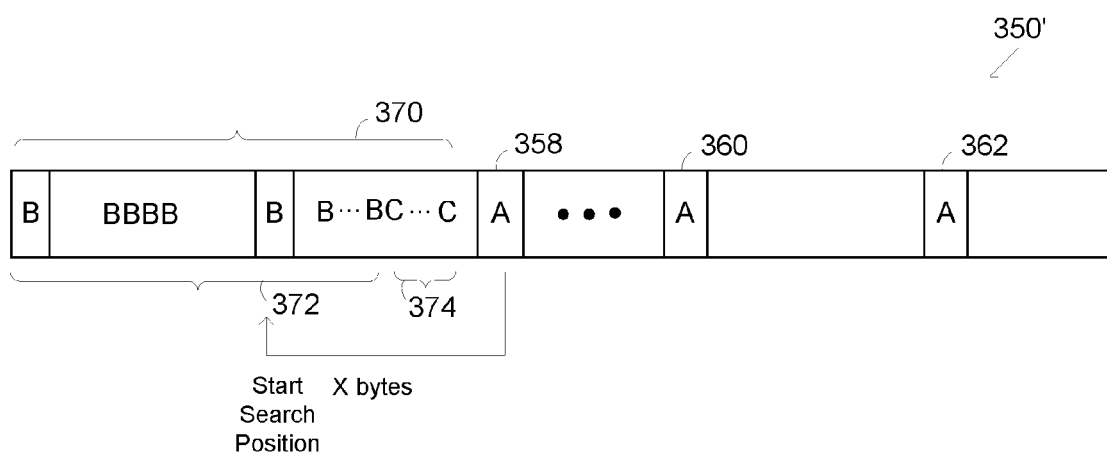 350'
370
358
360
362
B BBBB B B···BC···C A ••• A A
372
374
Start X bytes
Search
Position